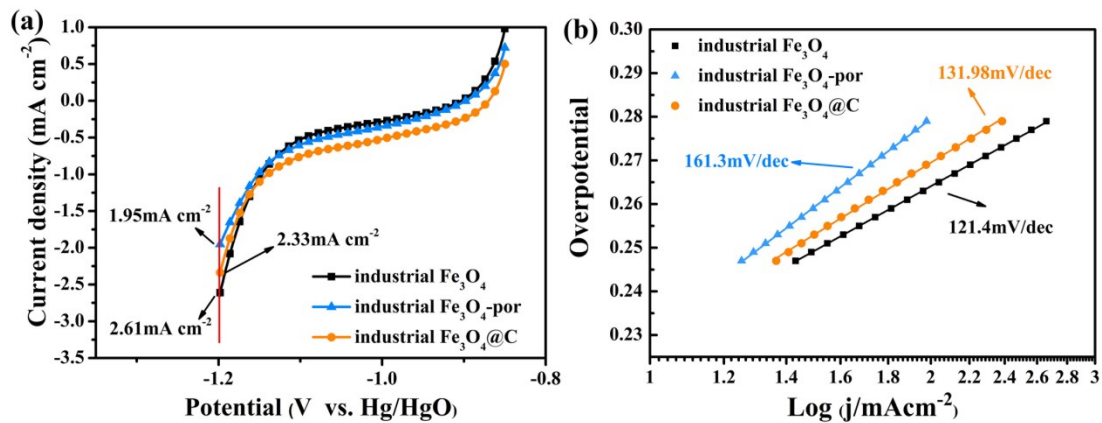 (a)
1.0
0.5
0.0
-0.5
-1.0
-1.5
-2.0
-2.5
-3.0
-3.5
Current density (mA cm⁻²)
1.95mA cm⁻²
2.33mA cm⁻²
2.61mA cm⁻²
industrial Fe₃O₄
industrial Fe₃O₄-por
industrial Fe₃O₄@C
-1.2
-1.0
-0.8
Potential (V vs. Hg/HgO)
(b)
0.30
0.29
0.28
0.27
0.26
0.25
0.24
0.23
Overpotential
industrial Fe₃O₄
industrial Fe₃O₄-por
industrial Fe₃O₄@C
131.98mV/dec
161.3mV/dec
121.4mV/dec
1
1.4
1.6
1.8
2
2.2
2.4
2.6
2.8
3
Log (j/mAcm⁻²)